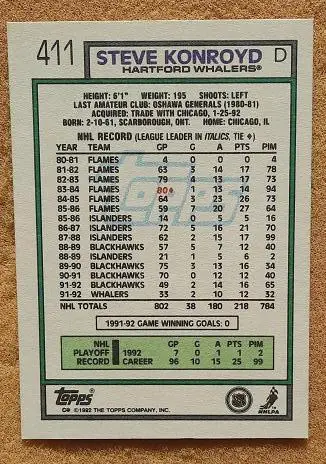 411
STEVE KONROYD D
HARTFORD WHALERS®
HEIGHT: 6'1" WEIGHT: 195 SHOOTS: LEFT
LAST AMATEUR CLUB: OSHAWA GENERALS (1980-81)
ACQUIRED: TRADE WITH CHICAGO, 1-25-92
BORN: 2-10-61, SCARBOROUGH, ONT. HOME: CHICAGO, IL
NHL RECORD (LEAGUE LEADER IN ITALICS, TIE ♦)
YEAR TEAM GP G A PTS PIM
80-81 FLAMES 4 0 0 0 4
81-82 FLAMES 63 3 14 17 78
82-83 FLAMES 79 4 13 17 73
83-84 FLAMES 80♦ 1 13 14 94
84-85 FLAMES 64 3 23 26 73
85-86 FLAMES 59 7 20 27 64
85-86 ISLANDERS 14 0 5 5 16
86-87 ISLANDERS 72 5 16 21 70
87-88 ISLANDERS 62 2 15 17 99
88-89 ISLANDERS 21 1 5 6 2
88-89 BLACKHAWKS 57 5 7 12 40
89-90 BLACKHAWKS 75 3 13 16 34
90-91 BLACKHAWKS 70 0 12 12 40
91-92 BLACKHAWKS 49 2 14 16 65
91-92 WHALERS 33 2 10 12 32
NHL TOTALS 802 38 180 218 784
1991-92 GAME WINNING GOALS: 0
NHL PLAYOFF RECORD
1992 7 0 1 1 2
CAREER 96 10 15 25 99
Topps
©1992 THE TOPPS COMPANY, INC.
NHL
NHLPA